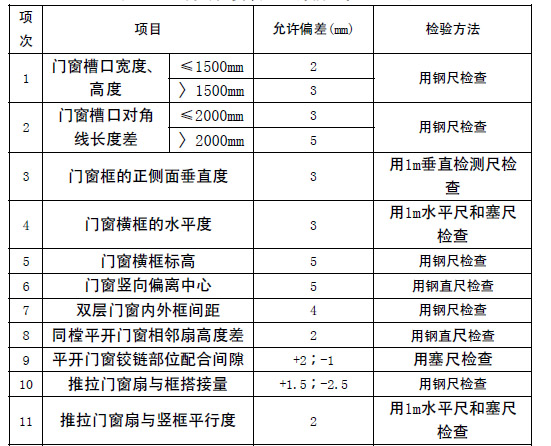 项次 项目 允许偏差(mm) 检验方法
1 门窗槽口宽度、高度 ≤1500mm 2 用钢尺检查
〉1500mm 3
2 门窗槽口对角线长度差 ≤2000mm 3 用钢尺检查
〉2000mm 5
3 门窗框的正侧面垂直度 3 用1m垂直检测尺检查
4 门窗横框的水平度 3 用1m水平尺和塞尺检查
5 门窗横框标高 5 用钢尺检查
6 门窗竖向偏离中心 5 用钢直尺检查
7 双层门窗内外框间距 4 用钢尺检查
8 同樘平开门窗相邻扇高度差 2 用钢直尺检查
9 平开门窗铰链部位配合间隙 +2；-1 用塞尺检查
10 推拉门窗扇与框搭接量 +1.5；-2.5 用钢尺检查
11 推拉门窗扇与竖框平行度 2 用1m水平尺和塞尺检查